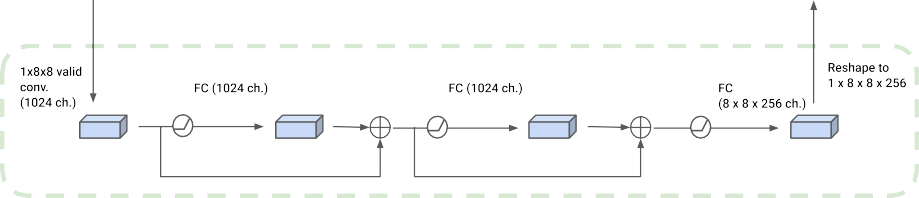 1x8x8 valid
conv.
(1024 ch.)
FC (1024 ch.)
FC (1024 ch.)
FC
(8 x 8 x 256 ch.)
Reshape to
1 x 8 x 8 x 256